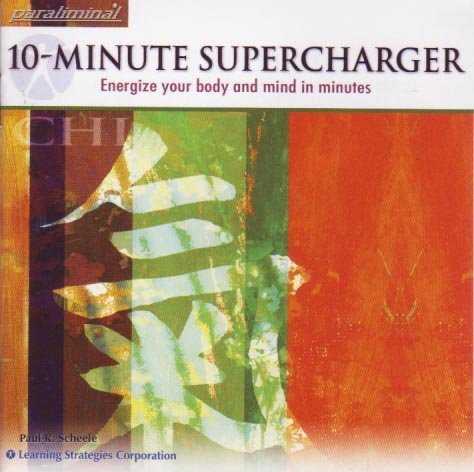 paraliminal
10-MINUTE SUPERCHARGER
Energize your body and mind in minutes
CHI
Paul R. Scheele
Learning Strategies Corporation